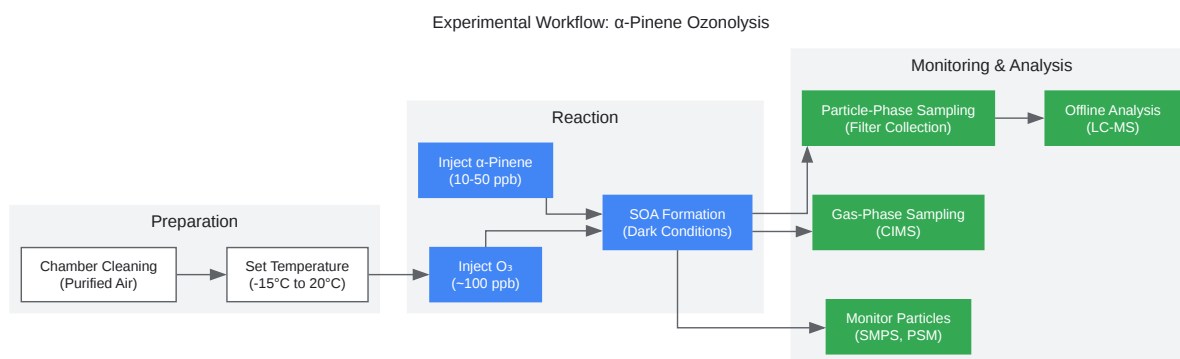 Experimental Workflow: α-Pinene Ozonolysis
Preparation
Chamber Cleaning
(Purified Air)
Set Temperature
(-15°C to 20°C)
Reaction
Inject α-Pinene
(10-50 ppb)
Inject O₃
(~100 ppb)
SOA Formation
(Dark Conditions)
Monitoring & Analysis
Particle-Phase Sampling
(Filter Collection)
Offline Analysis
(LC-MS)
Gas-Phase Sampling
(CIMS)
Monitor Particles
(SMPS, PSM)